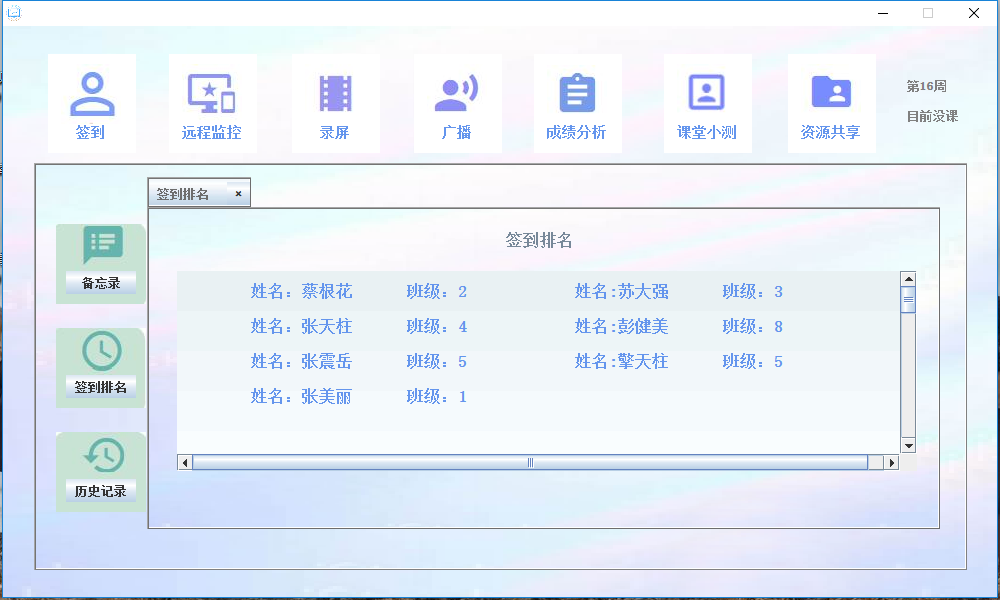 签到 远程监控 录屏 广播 成绩分析 课堂小测 资源共享
第16周
目前没课
签到排名 ×
备忘录
签到排名
历史记录
签到排名
姓名：蔡根花 班级：2 姓名:苏大强 班级：3
姓名：张天柱 班级：4 姓名:彭健美 班级：8
姓名：张震岳 班级：5 姓名:擎天柱 班级：5
姓名：张美丽 班级：1